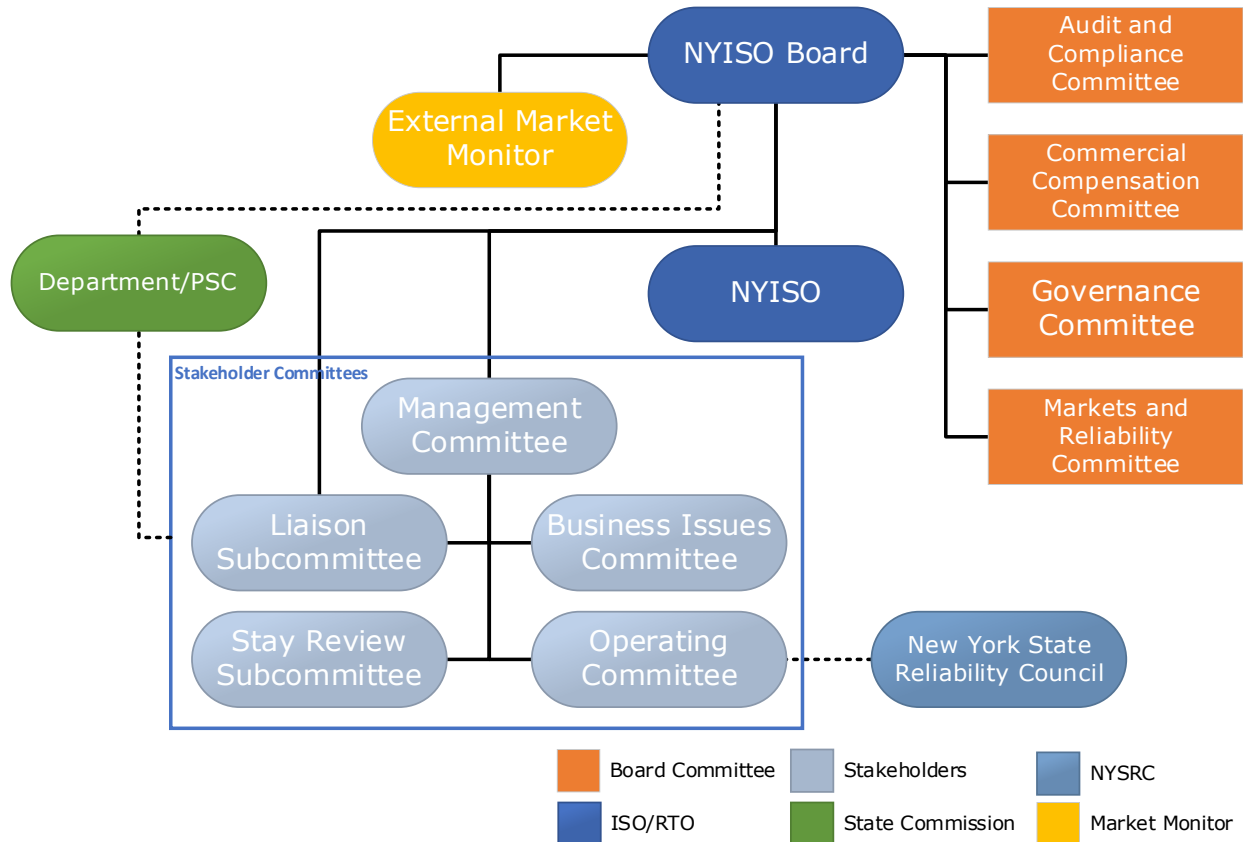 NYISO Board
Audit and
Compliance
Committee
External Market
Monitor
Commercial
Compensation
Committee
Department/PSC
NYISO
Governance
Committee
Stakeholder Committees
Management
Committee
Markets and
Reliability
Committee
Liaison
Subcommittee
Business Issues
Committee
Stay Review
Subcommittee
Operating
Committee
New York State
Reliability Council
Board Committee
Stakeholders
NYSRC
ISO/RTO
State Commission
Market Monitor